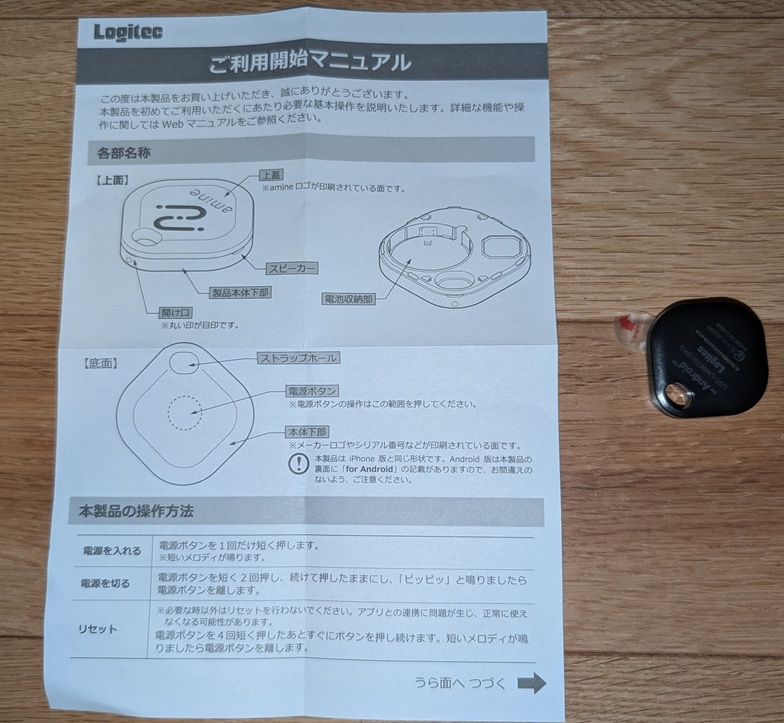 Logitec
ご利用開始マニュアル
この度は本製品をお買い上げいただき、誠にありがとうございます。
本製品を初めてご利用いただくにあたり必要な基本操作を説明いたします。詳細な機能や操
作に関しては Web マニュアルをご参照ください。
各部名称
【上面】
上蓋
※amine ロゴが印刷されている面です。
amine
スピーカー
製品本体下部
電池収納部
開け口
※丸い印が目印です。
【底面】
ストラップホール
電源ボタン
※電源ボタンの操作はこの範囲を押してください。
本体下部
※メーカーロゴやシリアル番号などが印刷されている面です。
本製品は iPhone 版と同じ形状です。Android 版は本製品の
裏面に「for Android」の記載がありますので、お間違えの
ないよう、ご注意ください。
本製品の操作方法
電源を入れる
電源ボタンを1回だけ短く押します。
※短いメロディが鳴ります。
電源を切る
電源ボタンを短く2回押し、続けて押したままにし、「ピッピッ」と鳴りましたら
電源ボタンを離します。
リセット
※必要な時以外はリセットを行わないでください。アプリとの連携に問題が生じ、正常に使え
なくなる可能性があります。
電源ボタンを4回短く押したあとすぐにボタンを押し続けます。短いメロディが鳴
りましたら電源ボタンを離します。
うら面へ つづく
Android
Logitec